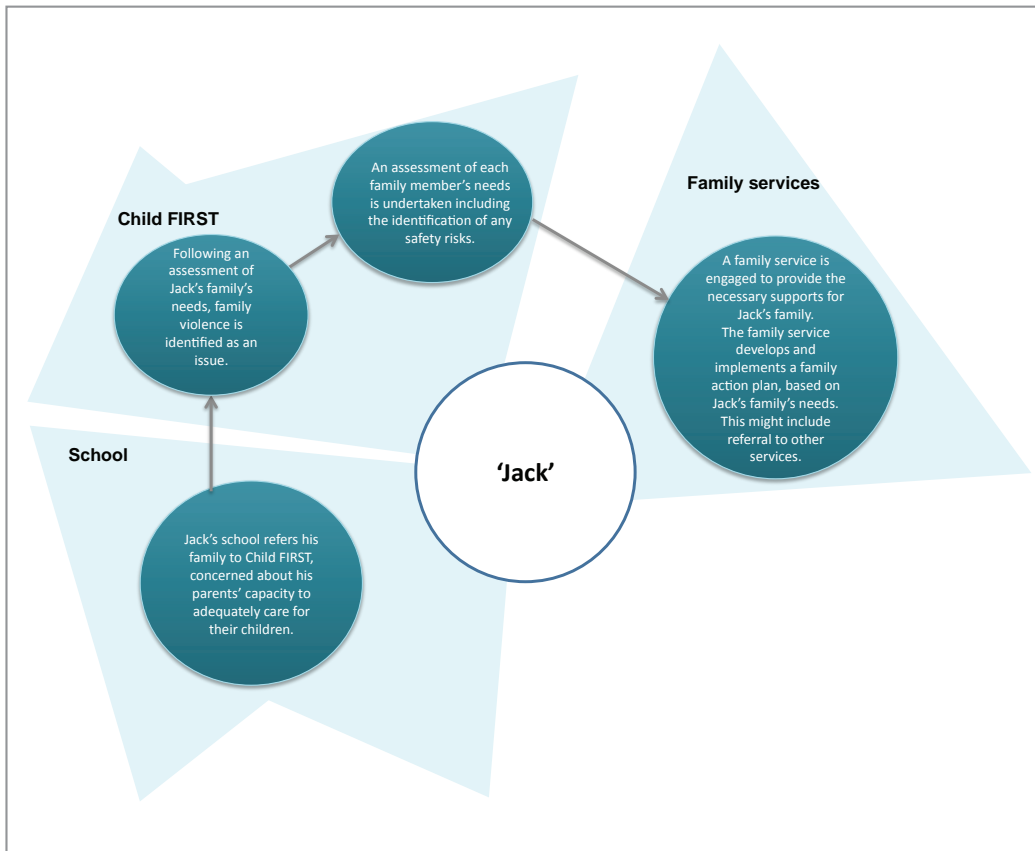 Child FIRST
Following an
assessment of
Jack’s family’s
needs, family
violence is
identified as an
issue.
An assessment of each
family member’s needs
is undertaken including
the identification of any
safety risks.
Family services
A family service is
engaged to provide the
necessary supports for
Jack’s family.
The family service
develops and
implements a family
action plan, based on
Jack’s family’s needs.
This might include
referral to other
services.
School
Jack’s school refers his
family to Child FIRST,
concerned about his
parents’ capacity to
adequately care for
their children.
‘Jack’